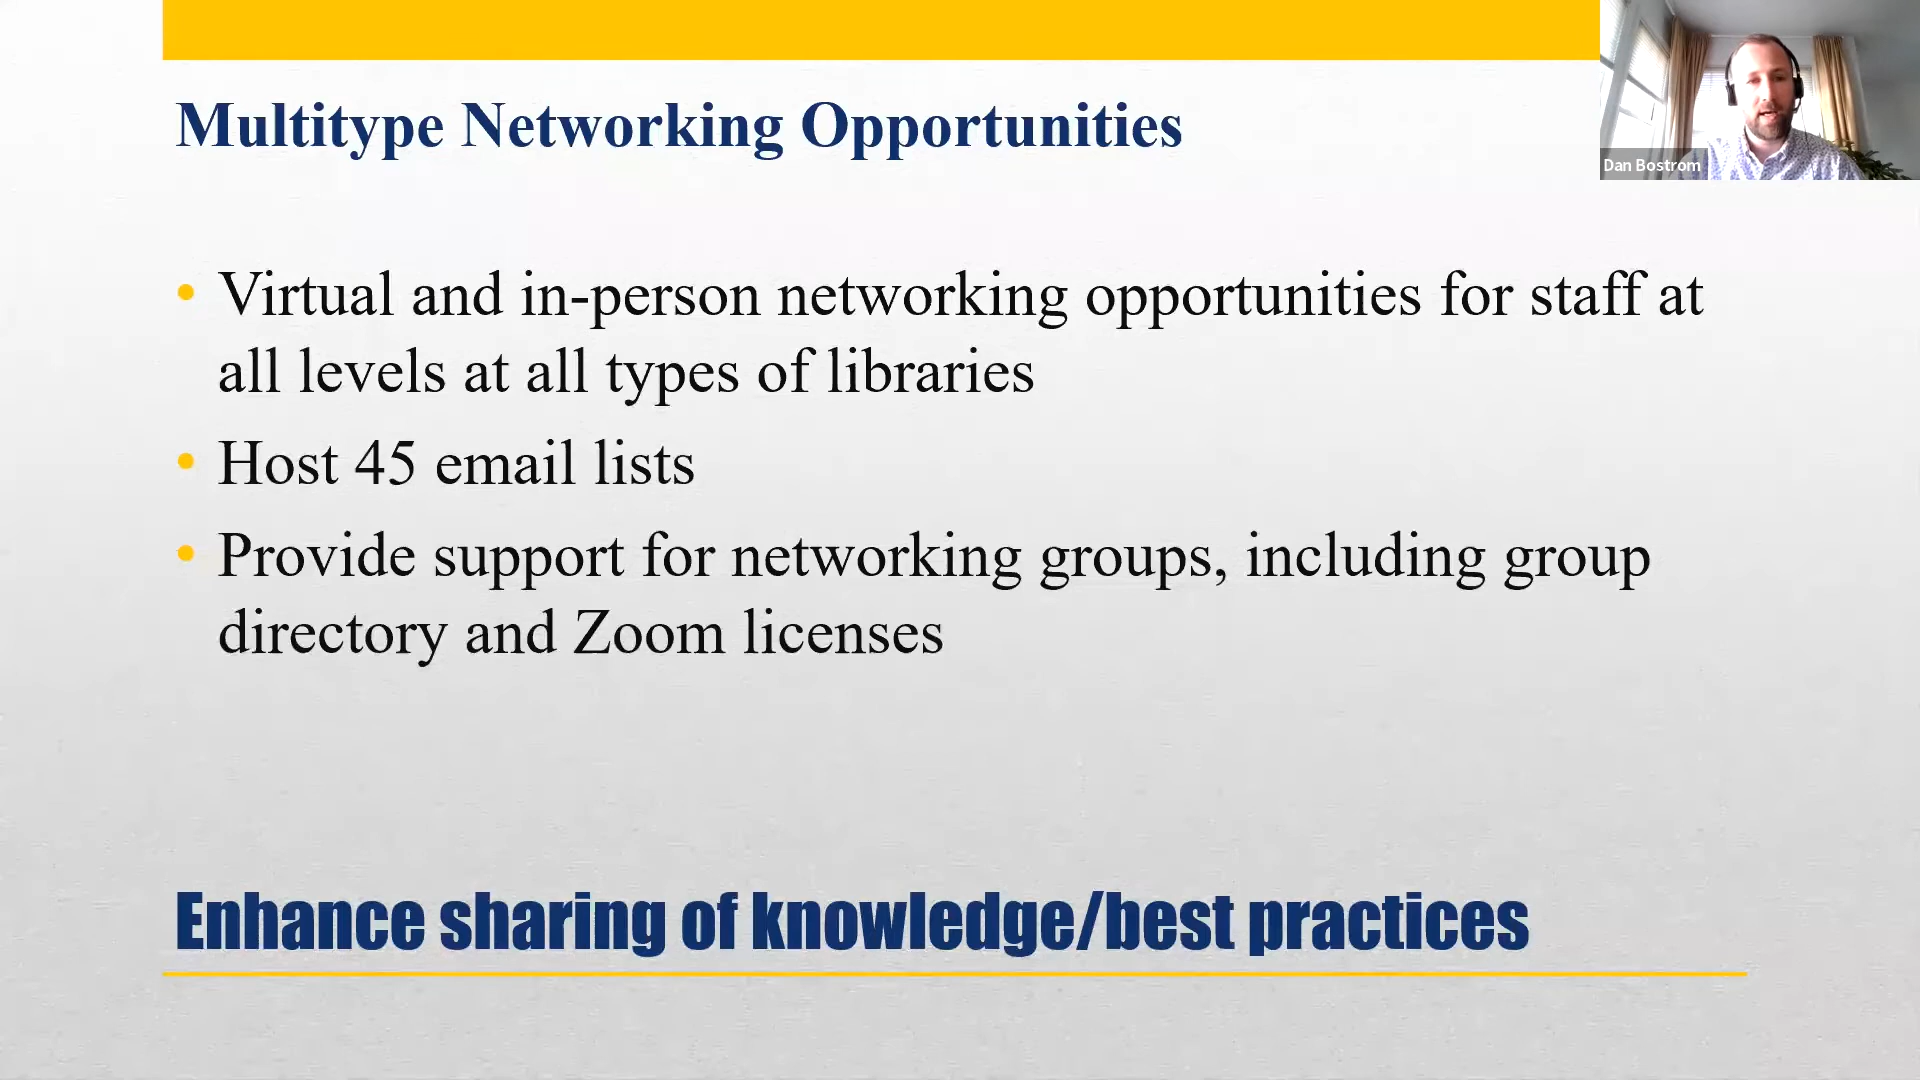 Multitype Networking Opportunities
Dan Bostrom
• Virtual and in-person networking opportunities for staff at
all levels at all types of libraries
• Host 45 email lists
• Provide support for networking groups, including group
directory and Zoom licenses
Enhance sharing of knowledge/best practices